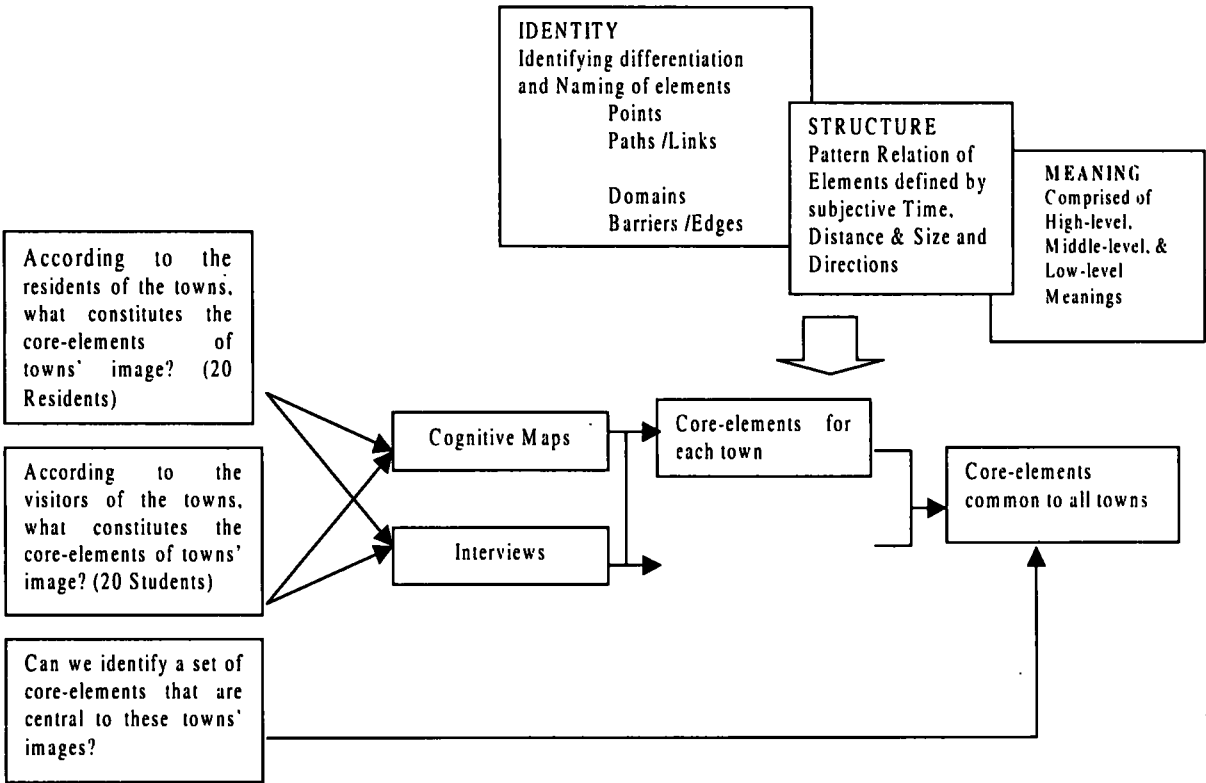 IDENTITY
Identifying differentiation
and Naming of elements
Points
Paths /Links
Domains
Barriers /Edges
STRUCTURE
Pattern Relation of
Elements defined by
subjective Time,
Distance & Size and
Directions
MEANING
Comprised of
High-level,
Middle-level, &
Low-level
Meanings
According to the
residents of the towns,
what constitutes the
core-elements of
towns' image? (20
Residents)
According to the
visitors of the towns,
what constitutes the
core-elements of towns'
image? (20 Students)
Can we identify a set of
core-elements that are
central to these towns'
images?
Cognitive Maps
Interviews
Core-elements for
each town
Core-elements
common to all towns